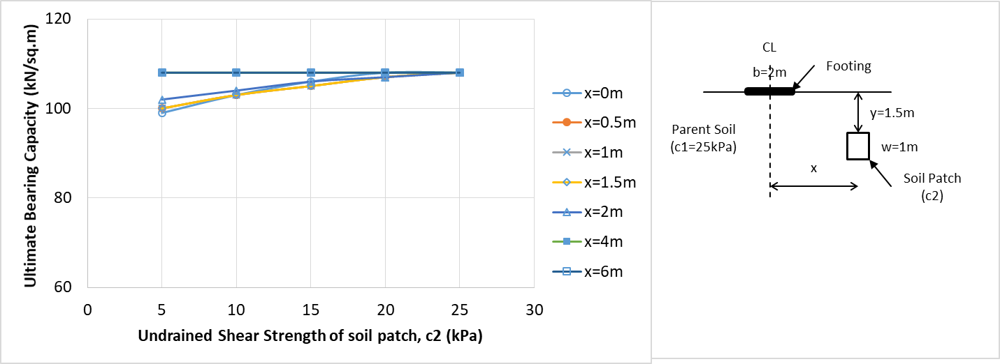 120
100
80
60
0
5
10
15
20
25
30
Ultimate Bearing Capacity (kN/sq.m)
Undrained Shear Strength of soil patch, c2 (kPa)
x=0m
x=0.5m
x=1m
x=1.5m
x=2m
x=4m
x=6m
CL
b=2m
Footing
y=1.5m
Parent Soil
(c1=25kPa)
w=1m
x
Soil Patch
(c2)